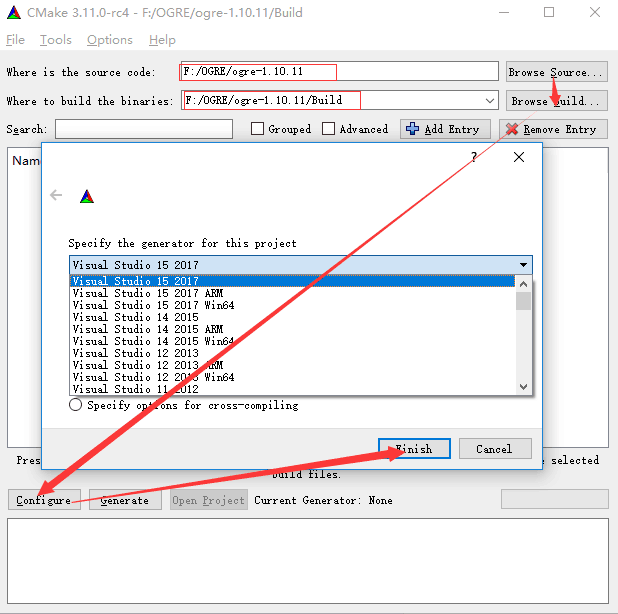 CMake 3.11.0-rc4 - F:/OGRE/ogre-1.10.11/Build
File Tools Options Help
Where is the source code: F:/OGRE/ogre-1.10.11 Browse Source...
Where to build the binaries: F:/OGRE/ogre-1.10.11/Build Browse Build...
Search: Grouped Advanced Add Entry Remove Entry
Name
?
Specify the generator for this project
Visual Studio 15 2017
Visual Studio 15 2017
Visual Studio 15 2017 ARM
Visual Studio 15 2017 Win64
Visual Studio 14 2015
Visual Studio 14 2015 ARM
Visual Studio 14 2015 Win64
Visual Studio 12 2013
Visual Studio 12 2013 ARM
Visual Studio 12 2013 Win64
Visual Studio 11 2012
Specify options for cross-compiling
Finish Cancel
selected
build files.
Configure Generate Open Project Current Generator: None